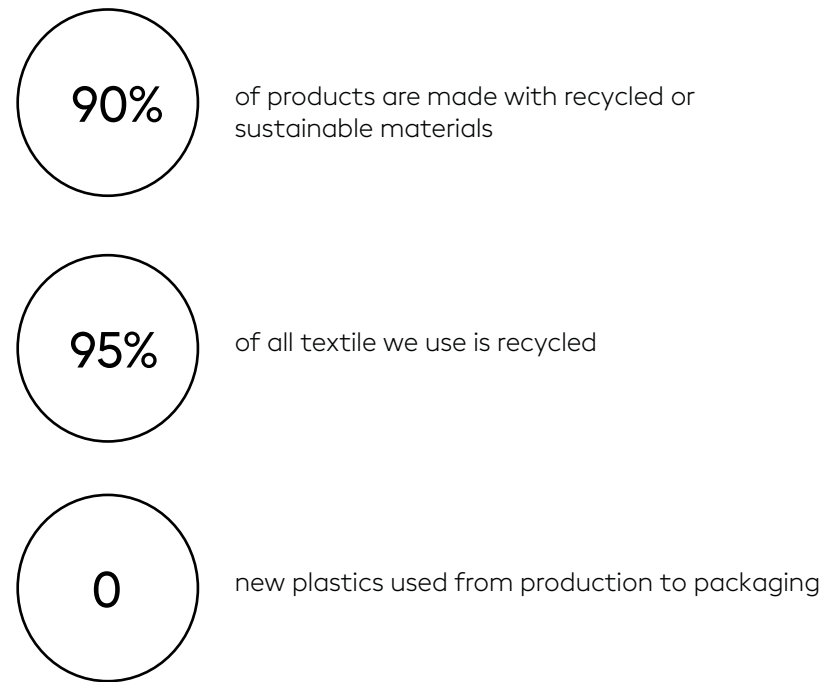 90%
of products are made with recycled or
sustainable materials
95%
of all textile we use is recycled
0
new plastics used from production to packaging